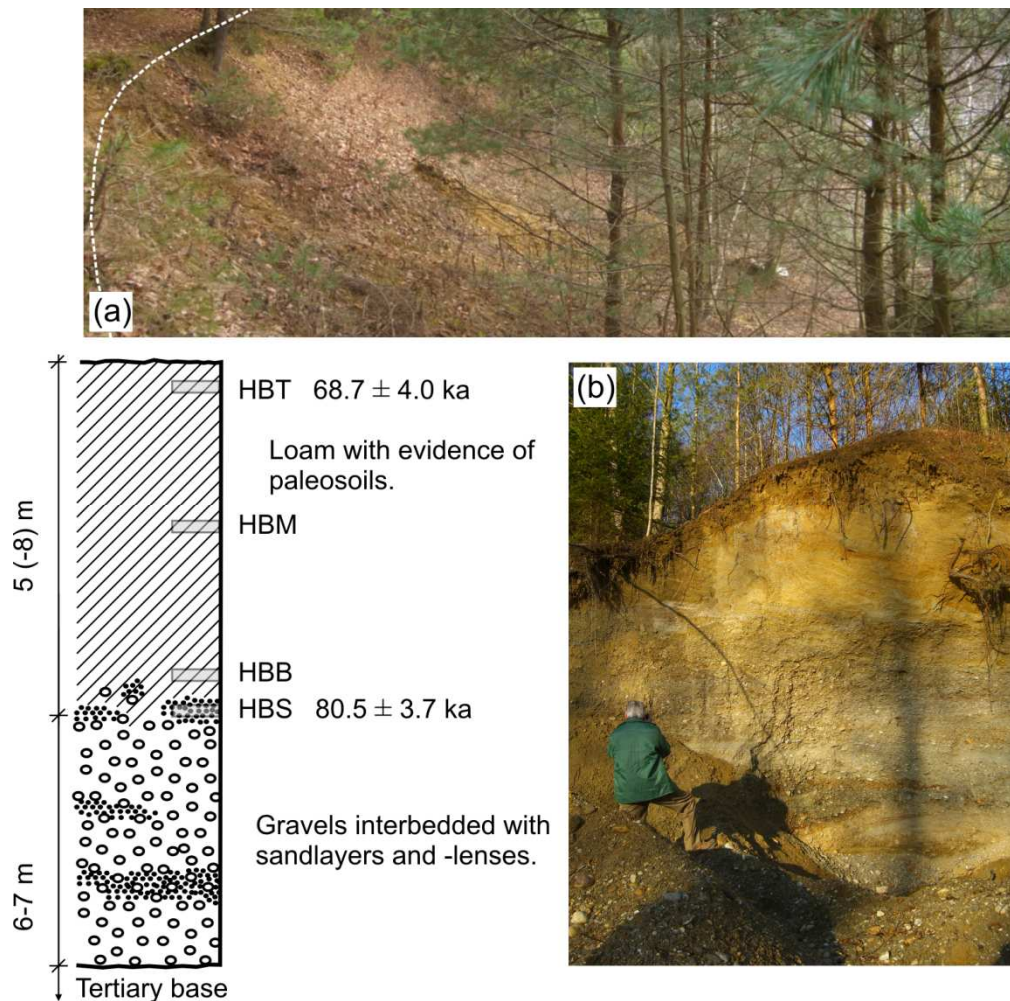 (a)
HBT 68.7 ± 4.0 ka
Loam with evidence of
paleosoils.
5 (-8) m
HBM
HBB
HBS 80.5 ± 3.7 ka
Gravels interbedded with
sandlayers and -lenses.
6-7 m
Tertiary base
(b)